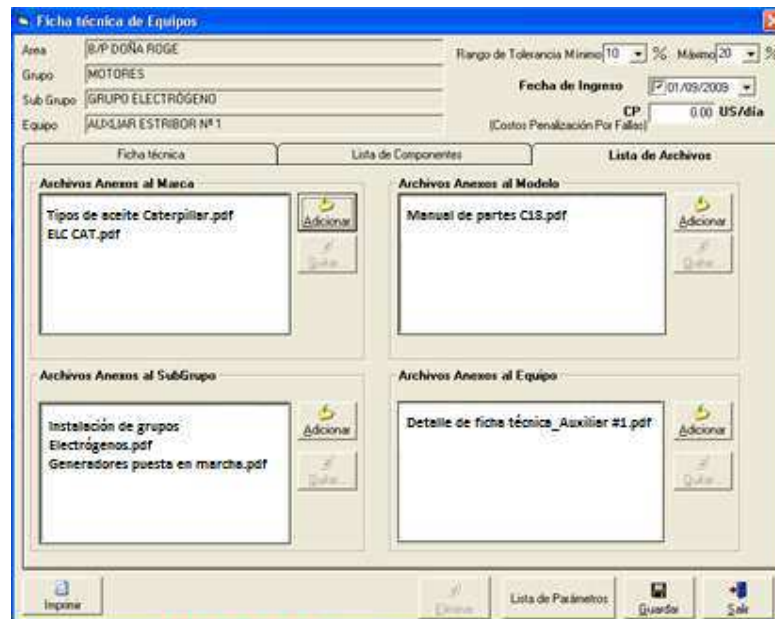 Ficha técnica de Equipos
Area B/P DOÑA ROGE
Rango de Tolerancia Mínimo 10 % Máximo 20 %
Grupo MOTORES
Fecha de Ingreso 01/09/2009
Sub Grupo GRUPO ELECTRÓGENO
CP 0.00 US/día
Equipo AUXILIAR ESTRIBOR Nº 1
(Costos Penalización Por Fallas)
Ficha técnica Lista de Componentes Lista de Archivos
Archivos Anexos al Marca
Tipos de aceite Caterpillar.pdf
ELC CAT.pdf
Adicionar
Quitar...
Archivos Anexos al Modelo
Manual de partes C18.pdf
Adicionar
Quitar...
Archivos Anexos al SubGrupo
Instalación de grupos
Electrógenos.pdf
Generadores puesta en marcha.pdf
Adicionar
Quitar...
Archivos Anexos al Equipo
Detalle de ficha técnica_Auxiliar #1.pdf
Adicionar
Quitar...
Imprimir Eliminar Lista de Parámetros Guardar Salir